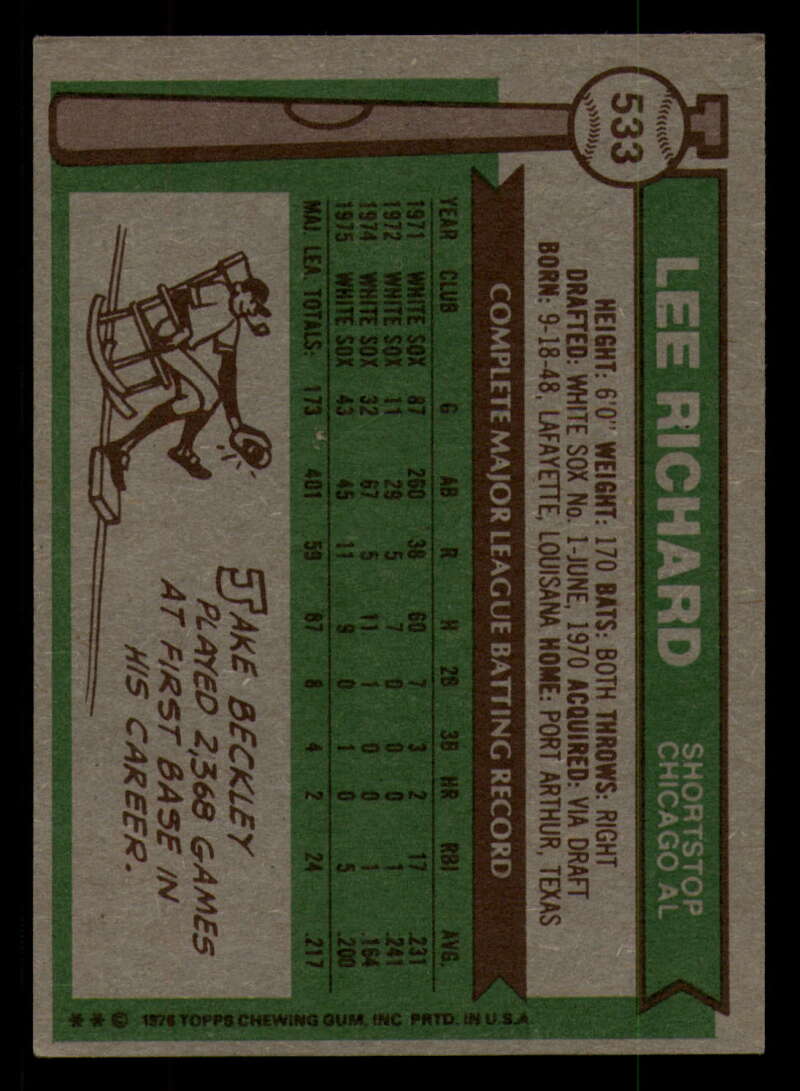 533
LEE RICHARD
SHORTSTOP
CHICAGO AL
HEIGHT: 6'0" WEIGHT: 170 BATS: BOTH THROWS: RIGHT
DRAFTED: WHITE SOX No. 1-JUNE, 1970 ACQUIRED: VIA DRAFT
BORN: 9-18-48, LAFAYETTE, LOUISANA HOME: PORT ARTHUR, TEXAS
COMPLETE MAJOR LEAGUE BATTING RECORD
YEAR CLUB G AB R H 2B 3B HR RBI AVG.
1971 WHITE SOX 87 260 38 60 7 3 2 17 .231
1972 WHITE SOX 11 29 5 7 0 0 0 1 .241
1974 WHITE SOX 32 67 5 11 1 0 0 1 .164
1975 WHITE SOX 43 45 11 9 0 1 0 5 .200
MAJ. LEA. TOTALS: 173 401 59 87 8 4 2 24 .217
JAKE BECKLEY
PLAYED 2,368 GAMES
AT FIRST BASE IN
HIS CAREER.
* * © 1976 TOPPS CHEWING GUM, INC. PRTD. IN U.S.A.